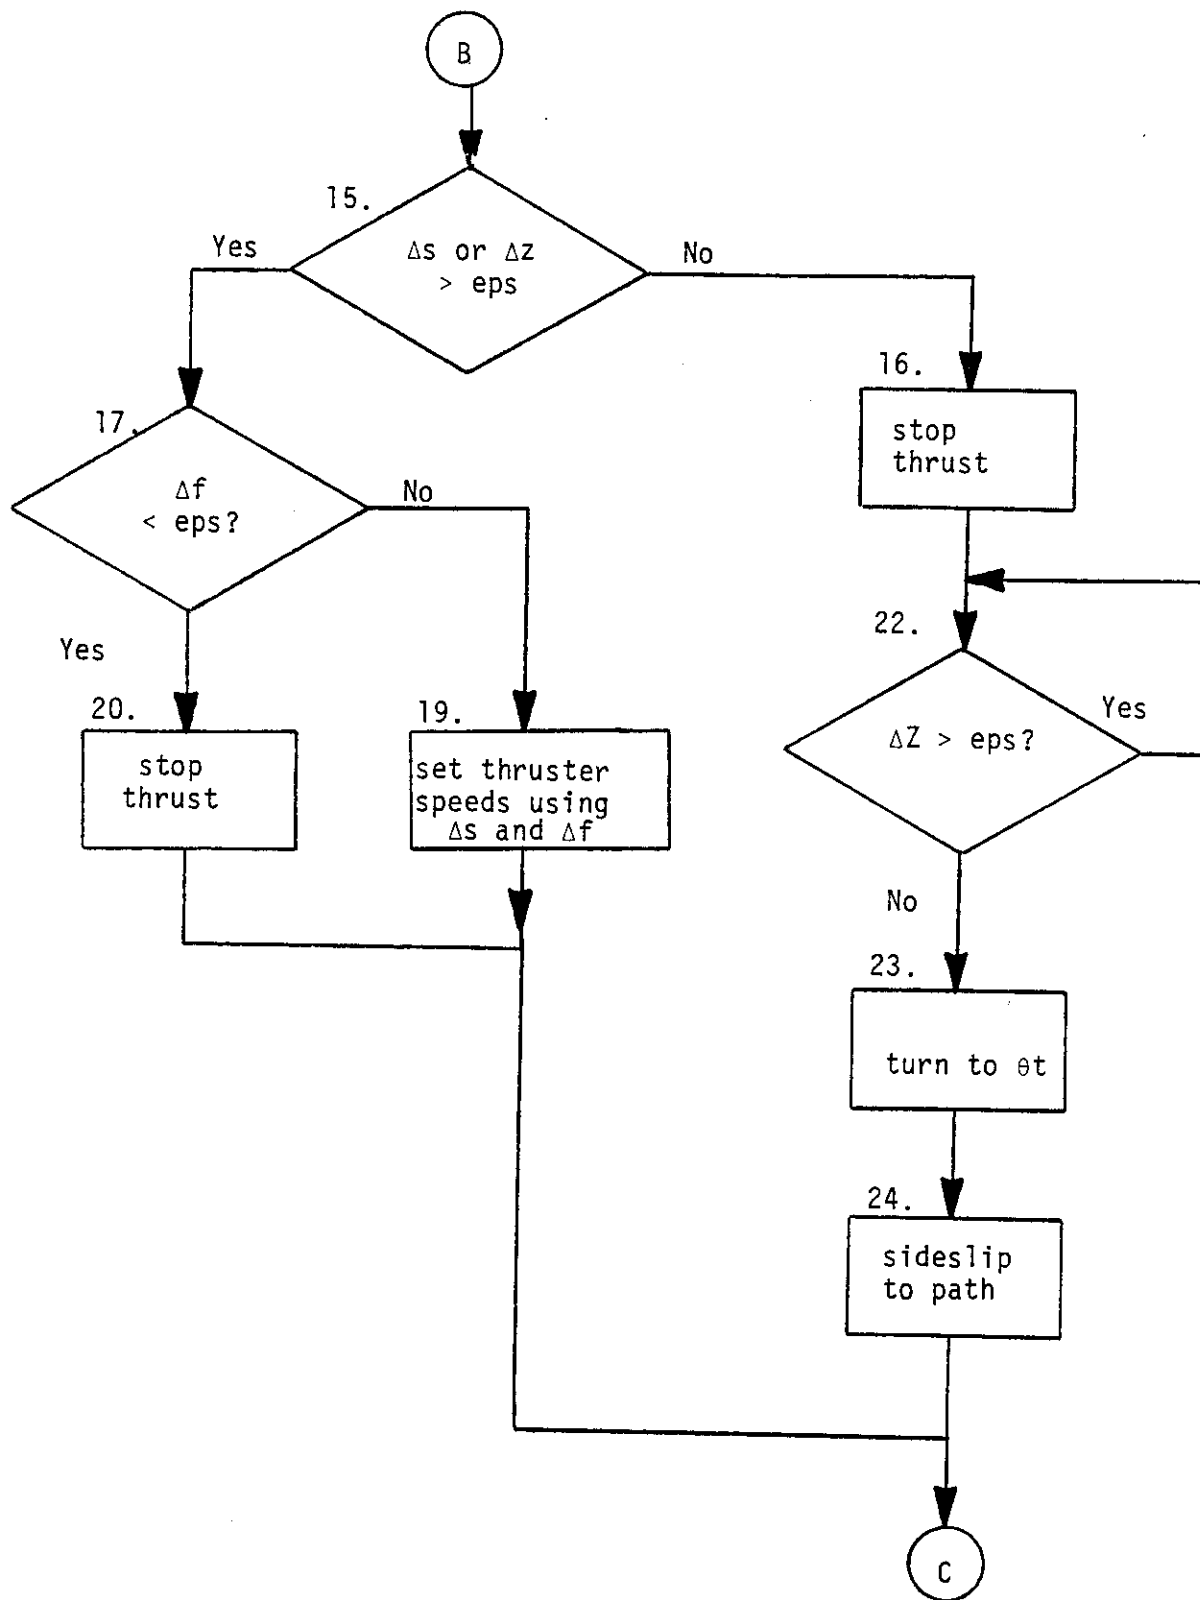 B
15.
Yes
Δs or Δz
> eps
No
16.
stop
thrust
17.
Δf
< eps?
No
Yes
22.
ΔZ > eps?
Yes
20.
stop
thrust
19.
set thruster
speeds using
Δs and Δf
No
23.
turn to θt
24.
sideslip
to path
C